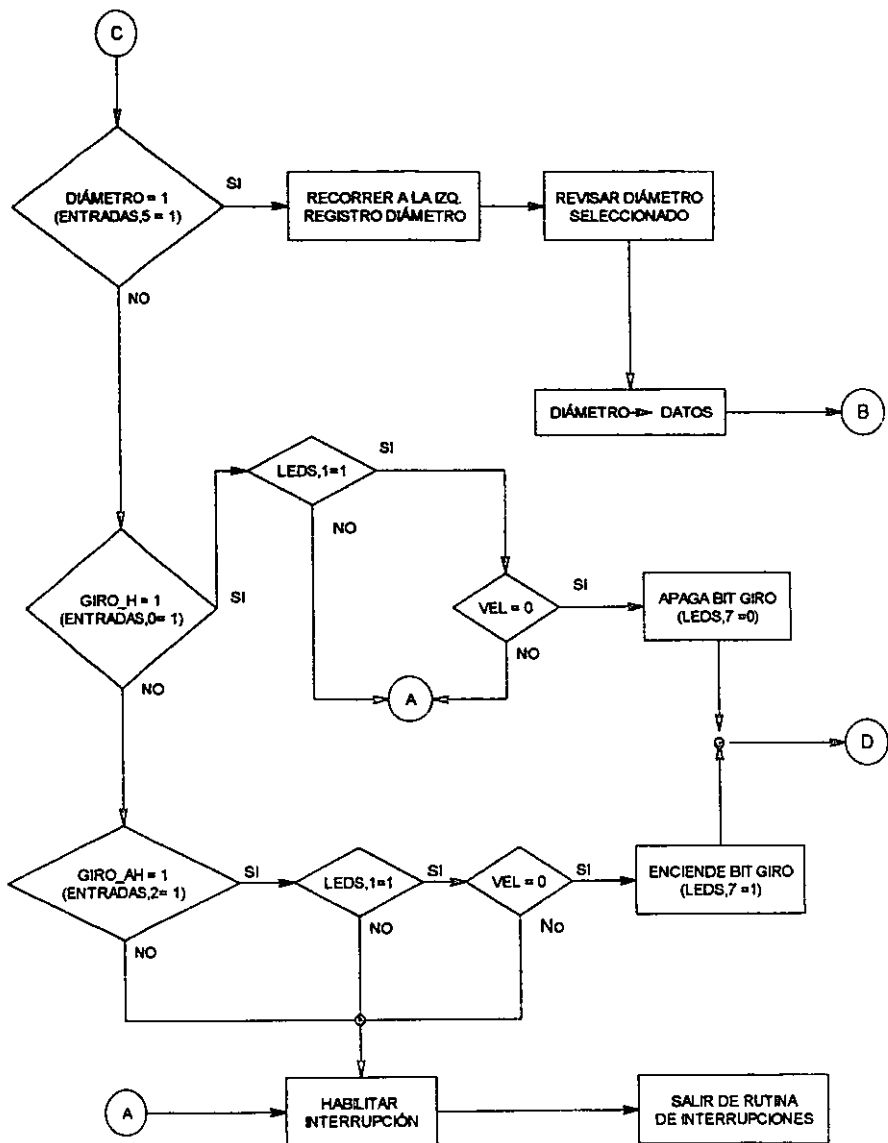 C
DIÁMETRO = 1
(ENTRADAS,5 = 1)
SI
RECORRER A LA IZQ.
REGISTRO DIÁMETRO
REVISAR DIÁMETRO
SELECCIONADO
NO
DIÁMETRO DATOS
B
LEDS,1=1
SI
NO
GIRO_H = 1
(ENTRADAS,0= 1)
SI
VEL = 0
SI
APAGA BIT GIRO
(LEDS,7 =0)
NO
NO
A
D
GIRO_AH = 1
(ENTRADAS,2= 1)
SI
LEDS,1=1
SI
VEL = 0
SI
ENCIENDE BIT GIRO
(LEDS,7 =1)
NO
NO
No
A
HABILITAR
INTERRUPCIÓN
SALIR DE RUTINA
DE INTERRUPCIONES